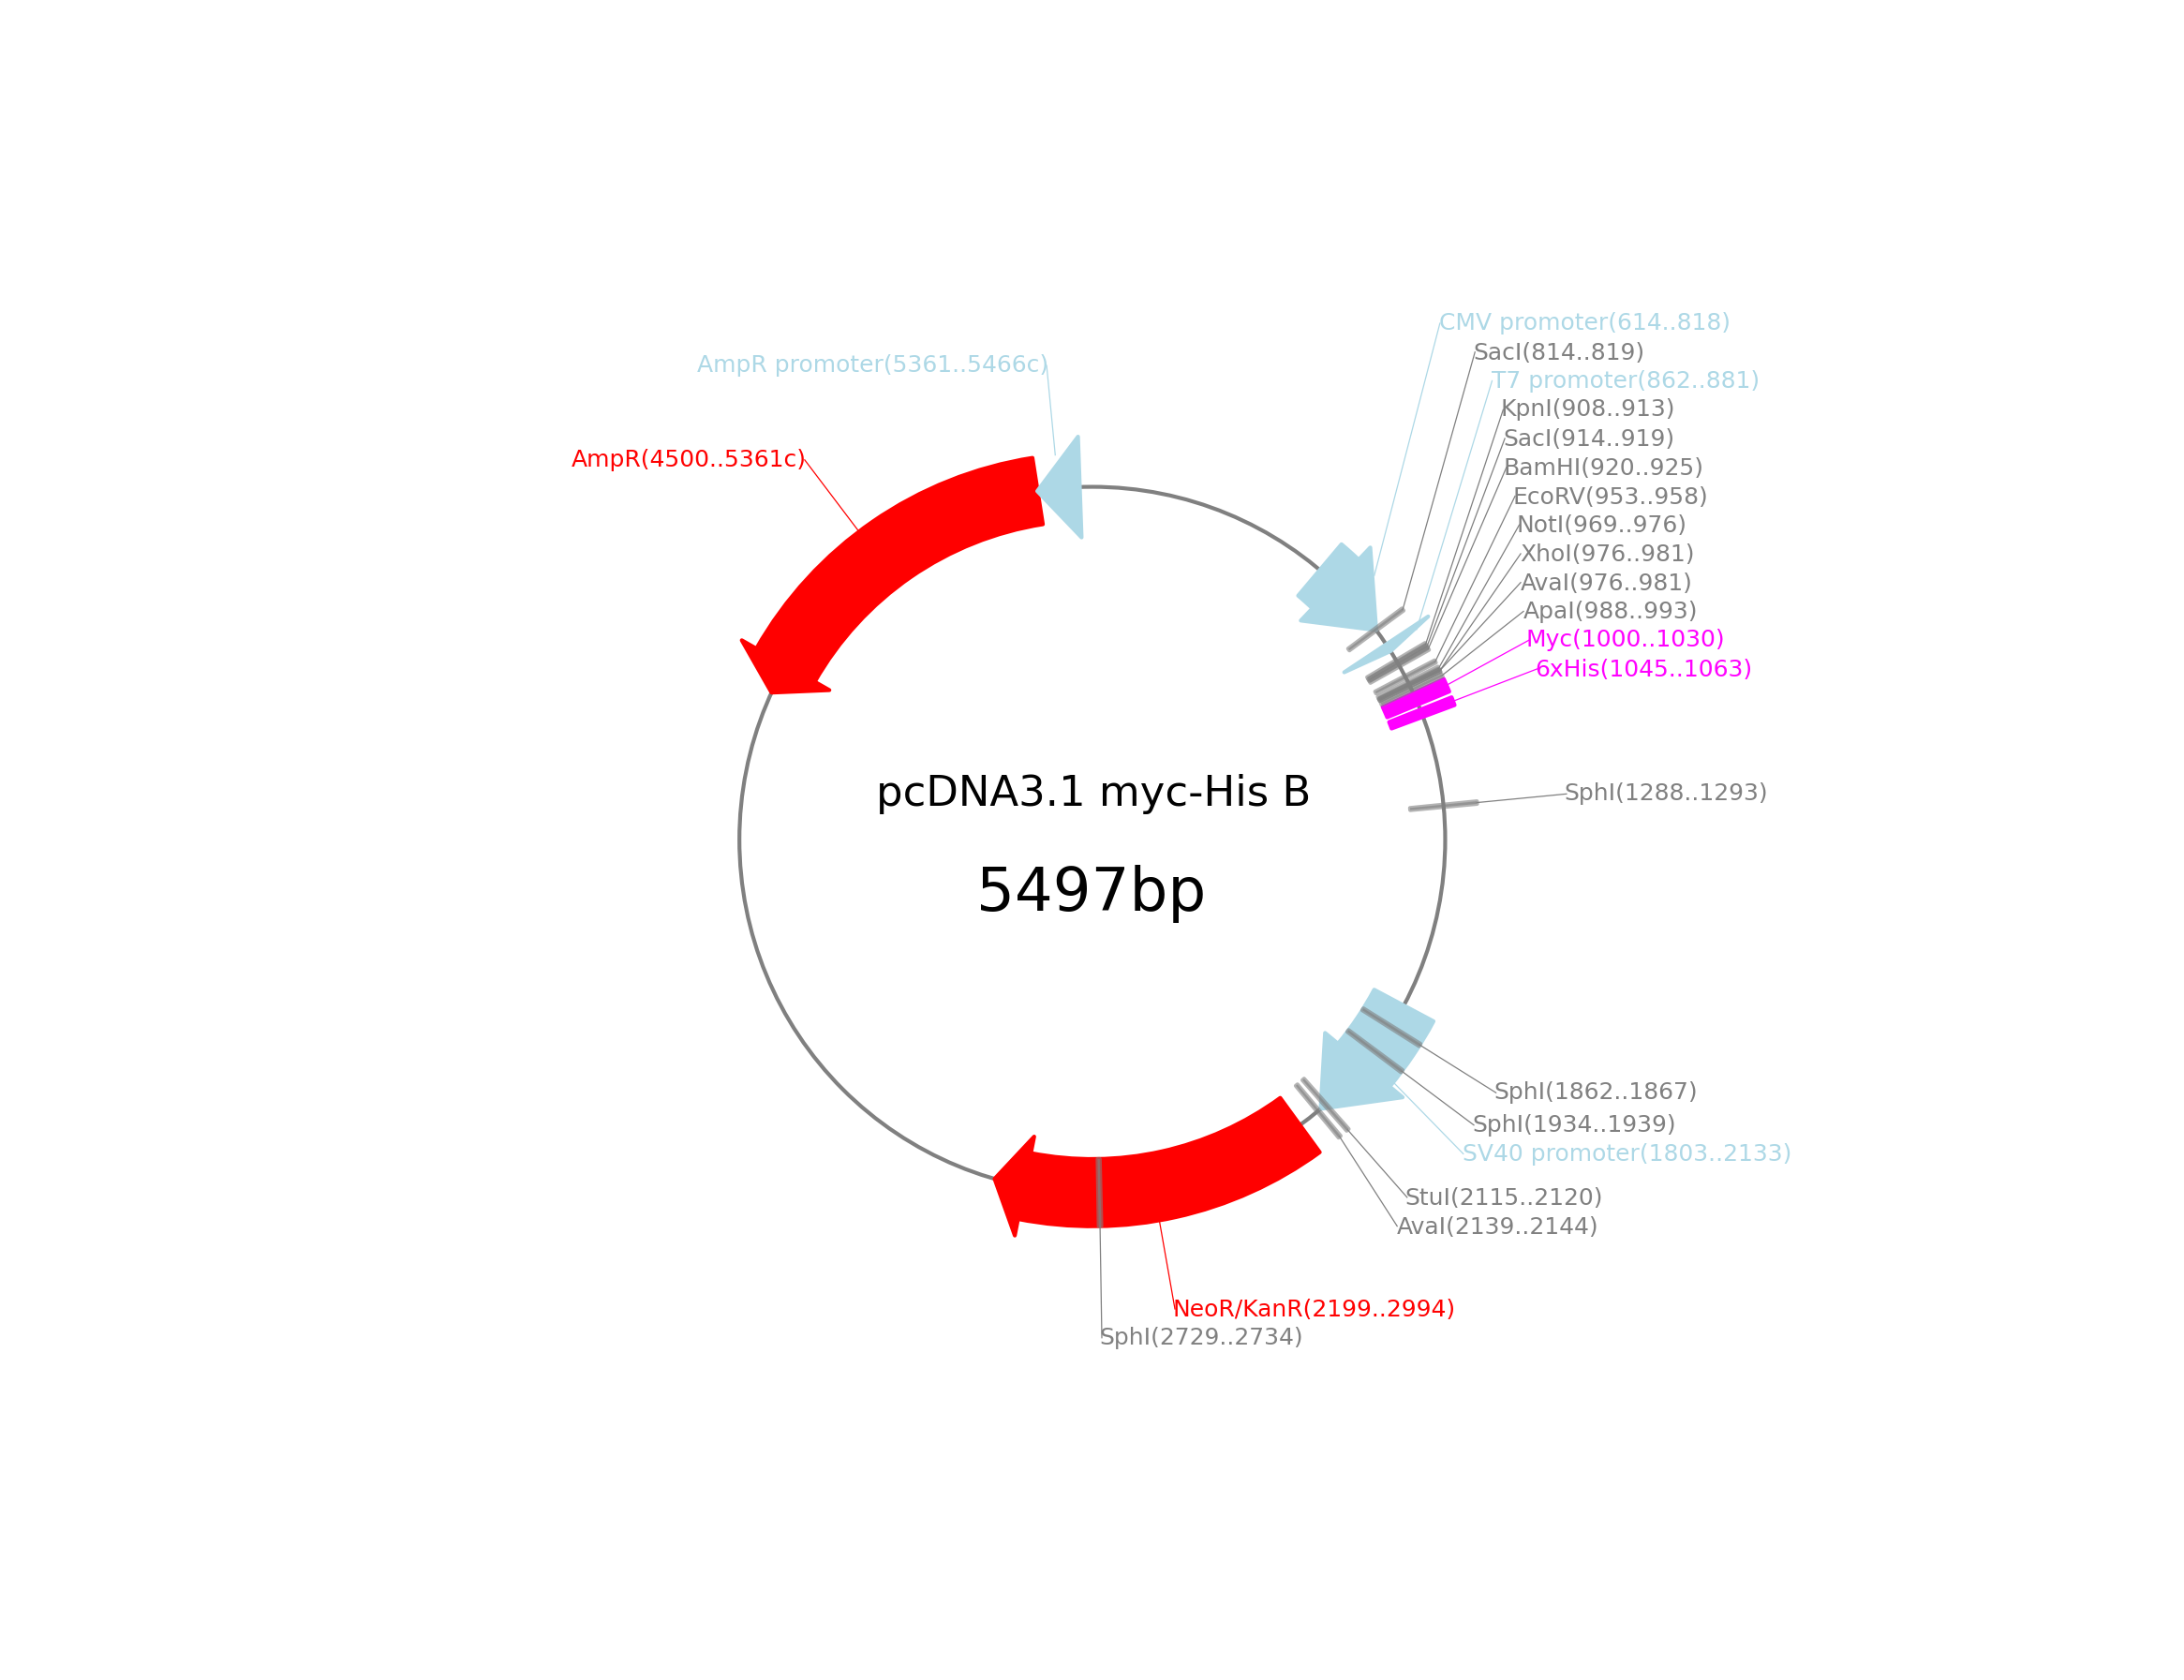 CMV promoter(614..818)
SacI(814..819)
AmpR promoter(5361..5466c)
T7 promoter(862..881)
KpnI(908..913)
SacI(914..919)
AmpR(4500..5361c)
BamHI(920..925)
EcoRV(953..958)
NotI(969..976)
XhoI(976..981)
AvaI(976..981)
ApaI(988..993)
Myc(1000..1030)
6xHis(1045..1063)
pcDNA3.1 myc-His B
SphI(1288..1293)
5497bp
SphI(1862..1867)
SphI(1934..1939)
SV40 promoter(1803..2133)
StuI(2115..2120)
AvaI(2139..2144)
NeoR/KanR(2199..2994)
SphI(2729..2734)